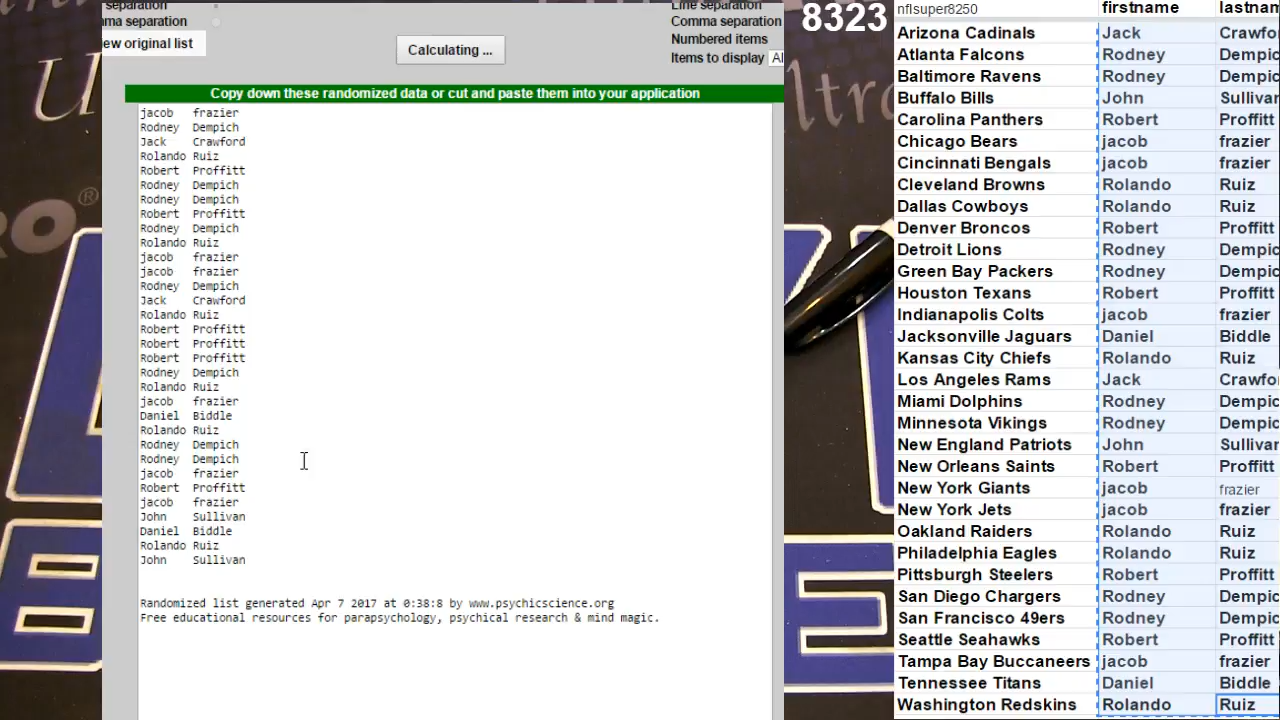 separation
mma separation
ew original list
Calculating ...
Line separation
Comma separation
Numbered items
Items to display Al
8323
Copy down these randomized data or cut and paste them into your application
jacob frazier
Rodney Dempich
Jack Crawford
Rolando Ruiz
Robert Proffitt
Rodney Dempich
Rodney Dempich
Robert Proffitt
Rodney Dempich
Rolando Ruiz
jacob frazier
jacob frazier
Rodney Dempich
Jack Crawford
Rolando Ruiz
Robert Proffitt
Robert Proffitt
Robert Proffitt
Rodney Dempich
Rolando Ruiz
jacob frazier
Daniel Biddle
Rolando Ruiz
Rodney Dempich
Rodney Dempich
jacob frazier
Robert Proffitt
jacob frazier
John Sullivan
Daniel Biddle
Rolando Ruiz
John Sullivan
Randomized list generated Apr 7 2017 at 0:38:8 by www.psychicscience.org
Free educational resources for parapsychology, psychical research & mind magic.
nflsuper8250 firstname lastnam
Arizona Cadinals Jack Crawfo
Atlanta Falcons Rodney Dempic
Baltimore Ravens Rodney Dempic
Buffalo Bills John Sullivar
Carolina Panthers Robert Proffitt
Chicago Bears jacob frazier
Cincinnati Bengals jacob frazier
Cleveland Browns Rolando Ruiz
Dallas Cowboys Rolando Ruiz
Denver Broncos Robert Proffitt
Detroit Lions Rodney Dempic
Green Bay Packers Rodney Dempic
Houston Texans Robert Proffitt
Indianapolis Colts jacob frazier
Jacksonville Jaguars Daniel Biddle
Kansas City Chiefs Rolando Ruiz
Los Angeles Rams Jack Crawfo
Miami Dolphins Rodney Dempic
Minnesota Vikings Rodney Dempic
New England Patriots John Sullivar
New Orleans Saints Robert Proffitt
New York Giants jacob frazier
New York Jets jacob frazier
Oakland Raiders Rolando Ruiz
Philadelphia Eagles Rolando Ruiz
Pittsburgh Steelers Robert Proffitt
San Diego Chargers Rodney Dempic
San Francisco 49ers Rodney Dempic
Seattle Seahawks Robert Proffitt
Tampa Bay Buccaneers jacob frazier
Tennessee Titans Daniel Biddle
Washington Redskins Rolando Ruiz